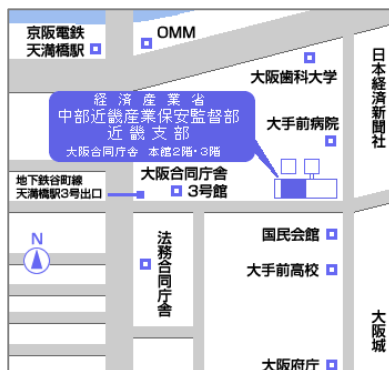 京阪電鉄
天満橋駅
OMM
大阪歯科大学
日本経済新聞社
経済産業省
中部近畿産業保安監督部
近畿支部
大阪合同庁舎 本館2階・3階
大手前病院
地下鉄谷町線
天満橋駅3号出口
大阪合同庁舎
3号館
N
法務合同庁舎
国民会館
大手前高校
大阪城
大阪府庁